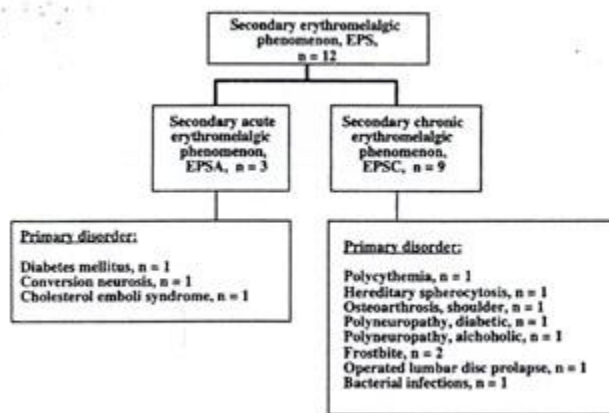 Secondary erythromelalgic
phenomenon, EPS,
n = 12
Secondary acute
erythromelalgic
phenomenon,
EPSA, n = 3
Secondary chronic
erythromelalgic
phenomenon,
EPSC, n = 9
Primary disorder:
Diabetes mellitus, n = 1
Conversion neurosis, n = 1
Cholesterol emboli syndrome, n = 1
Primary disorder:
Polycythemia, n = 1
Hereditary spherocytosis, n = 1
Osteoarthrosis, shoulder, n = 1
Polyneuropathy, diabetic, n = 1
Polyneuropathy, alchoholic, n = 1
Frostbite, n = 2
Operated lumbar disc prolapse, n = 1
Bacterial infections, n = 1